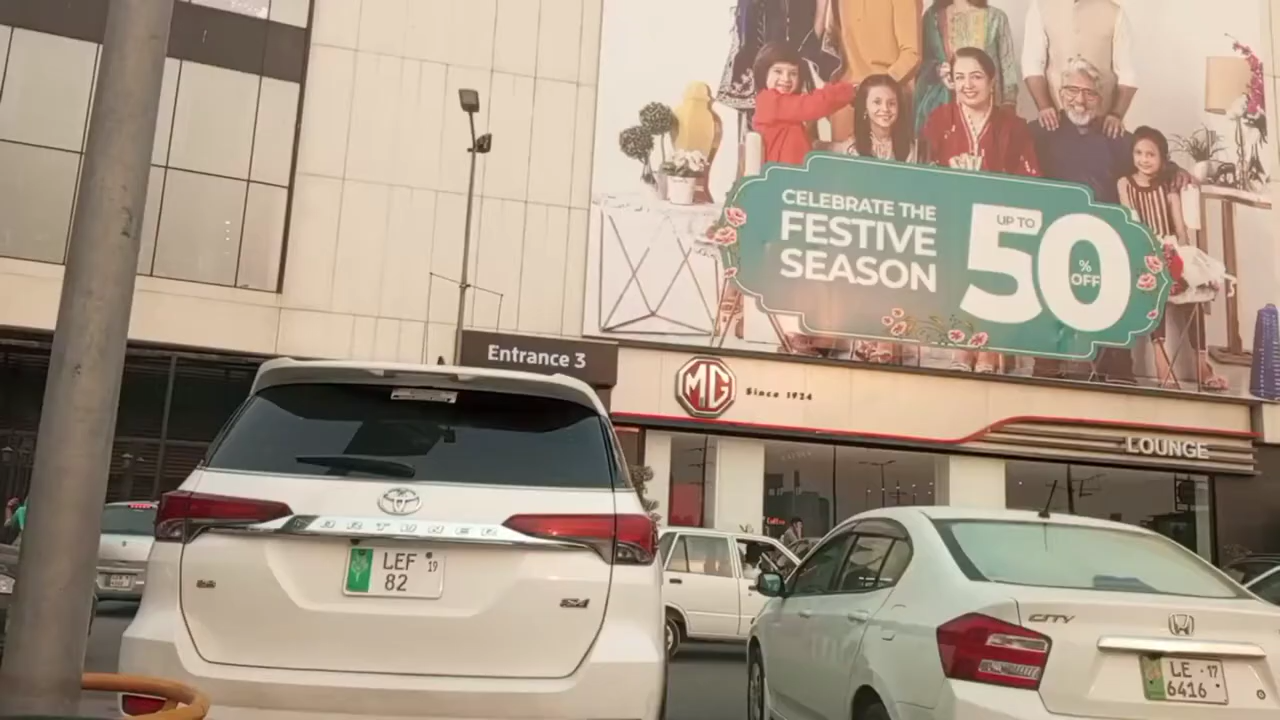 CELEBRATE THE
FESTIVE
SEASON
UP TO
50
%
OFF
Entrance 3
MG
Since 1924
LOUNGE
FORTUNER
LEF 19
82
CITY
LE 17
6416